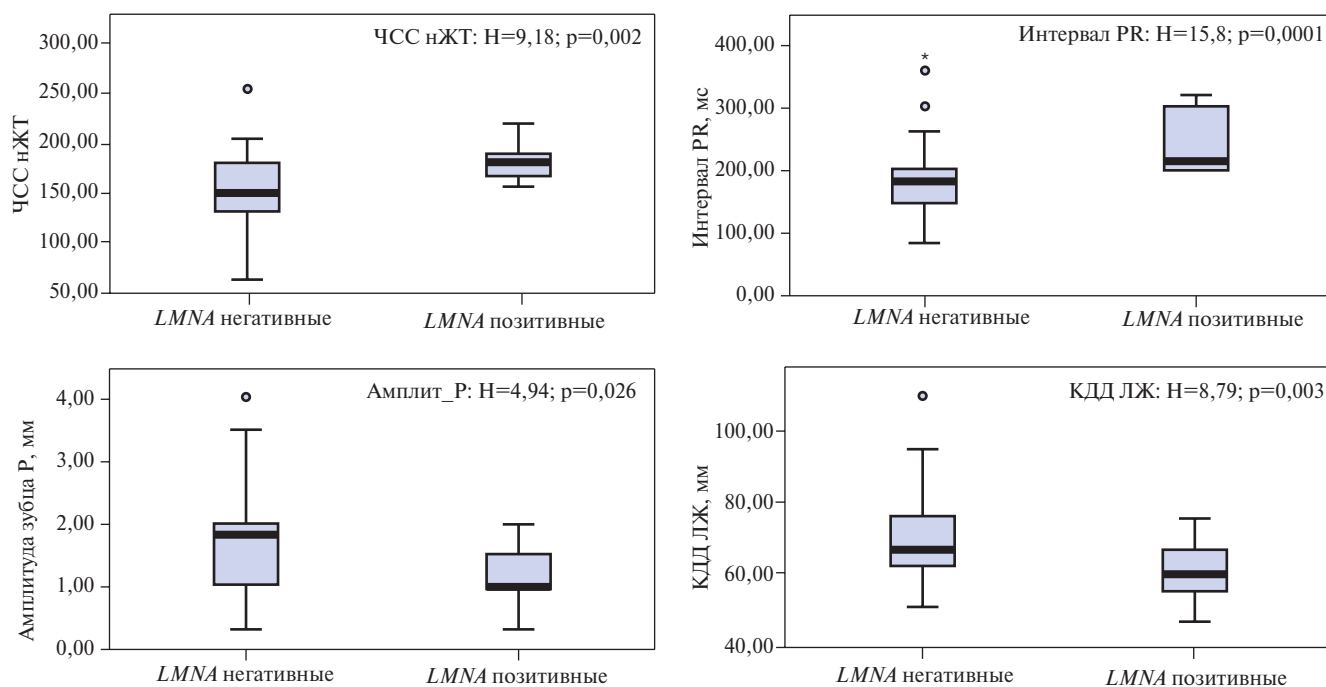 ЧСС нЖТ: H=9,18; p=0,002
ЧСС нЖТ
300,00
250,00
200,00
150,00
100,00
50,00
LMNA негативные
LMNA позитивные
Интервал PR: H=15,8; p=0,0001
Интервал PR, мс
400,00
300,00
200,00
100,00
0,00
*
LMNA негативные
LMNA позитивные
Амплит_P: H=4,94; p=0,026
Амплитуда зубца P, мм
4,00
3,00
2,00
1,00
0,00
LMNA негативные
LMNA позитивные
КДД ЛЖ: H=8,79; p=0,003
КДД ЛЖ, мм
100,00
80,00
60,00
40,00
LMNA негативные
LMNA позитивные